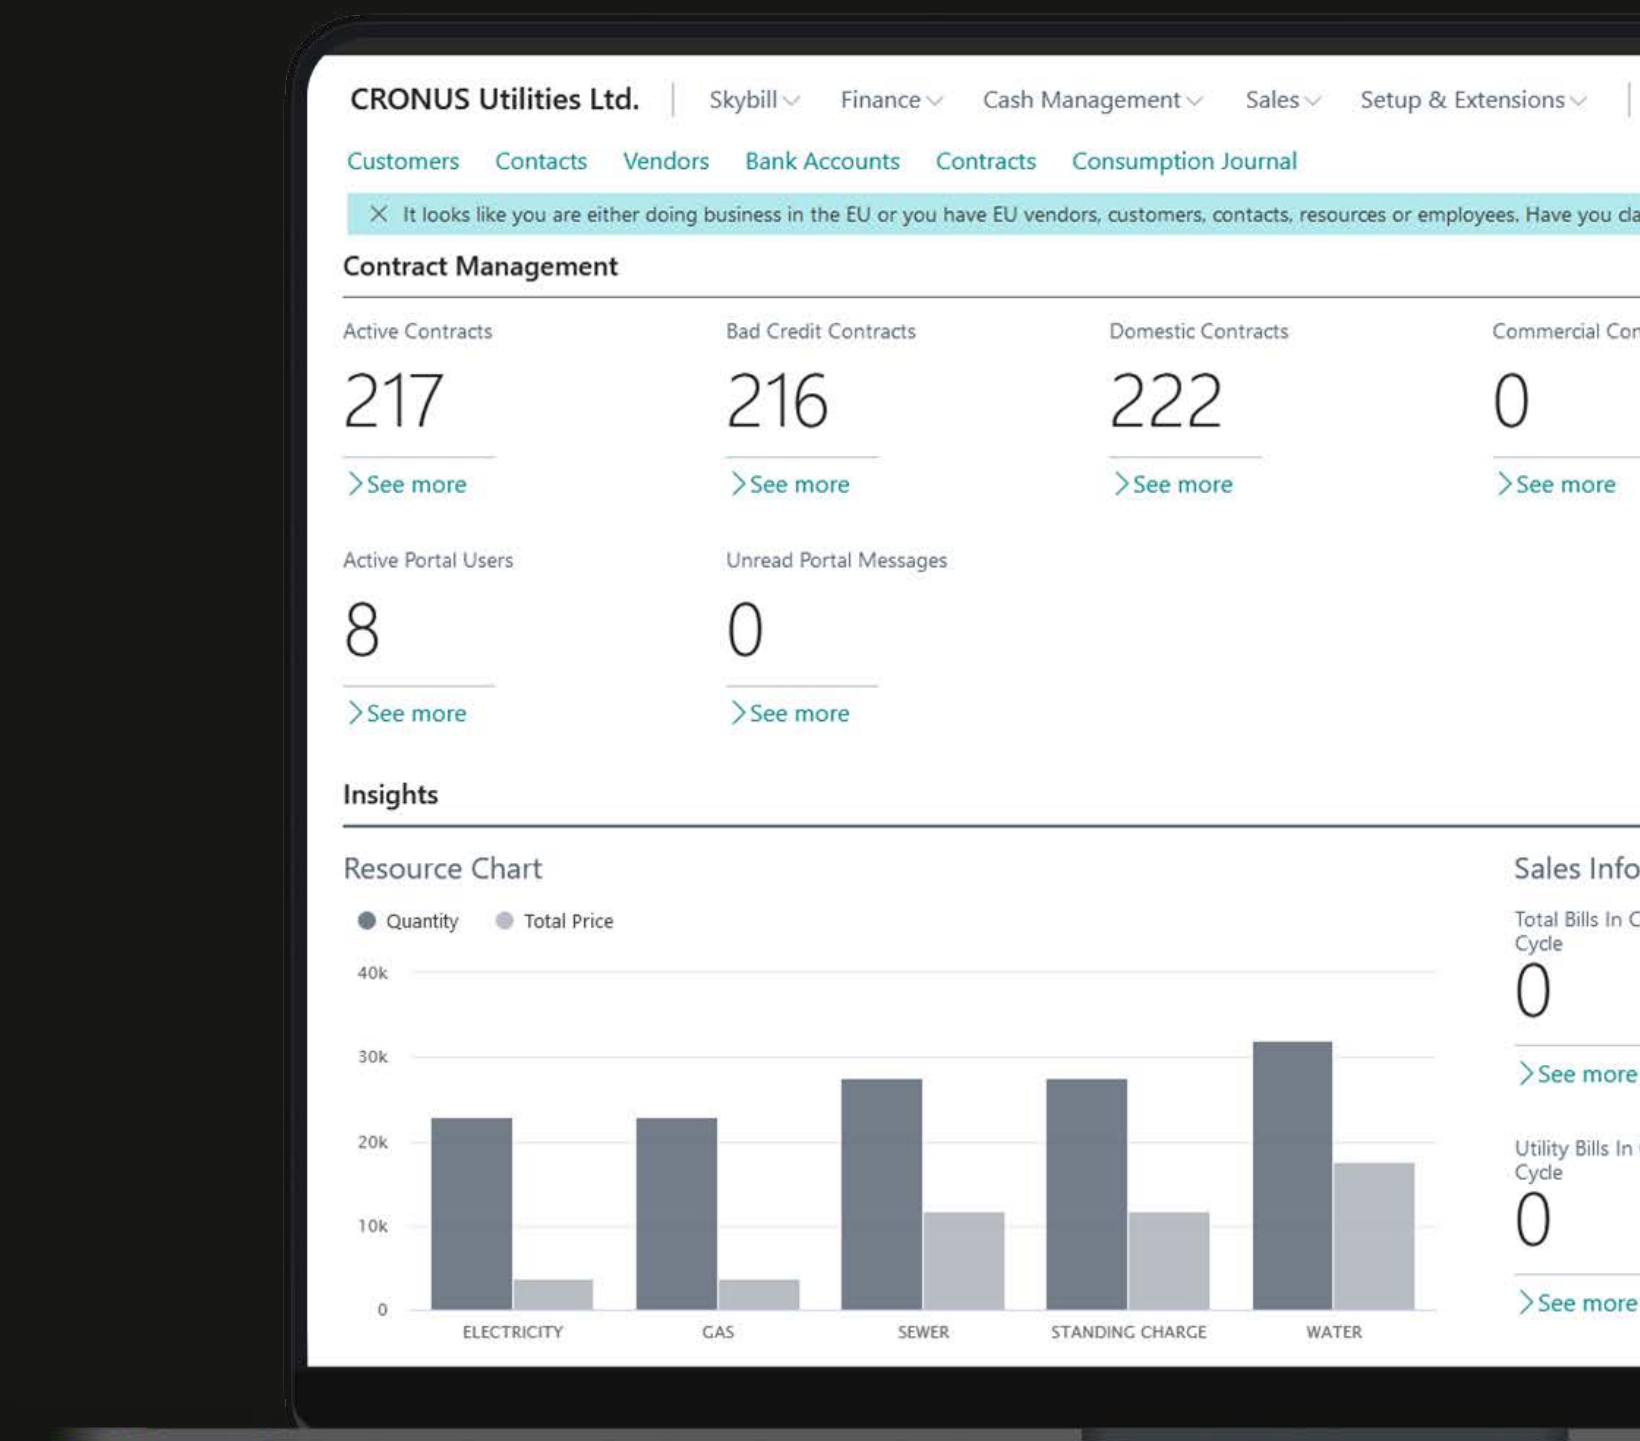 CRONUS Utilities Ltd. Skybill Finance Cash Management Sales Setup & Extensions
Customers Contacts Vendors Bank Accounts Contracts Consumption Journal
It looks like you are either doing business in the EU or you have EU vendors, customers, contacts, resources or employees. Have you
Contract Management
Active Contracts Bad Credit Contracts Domestic Contracts Commercial
217 216 222 0
See more See more See more See more
Active Portal Users Unread Portal Messages
8 0
See more See more
Insights
Resource Chart
Quantity Total Price
40k
30k
20k
10k
0
ELECTRICITY GAS SEWER STANDING CHARGE WATER
Sales Info
Total Bills In
Cycle
0
See more
Utility Bills In
Cycle
0
See more